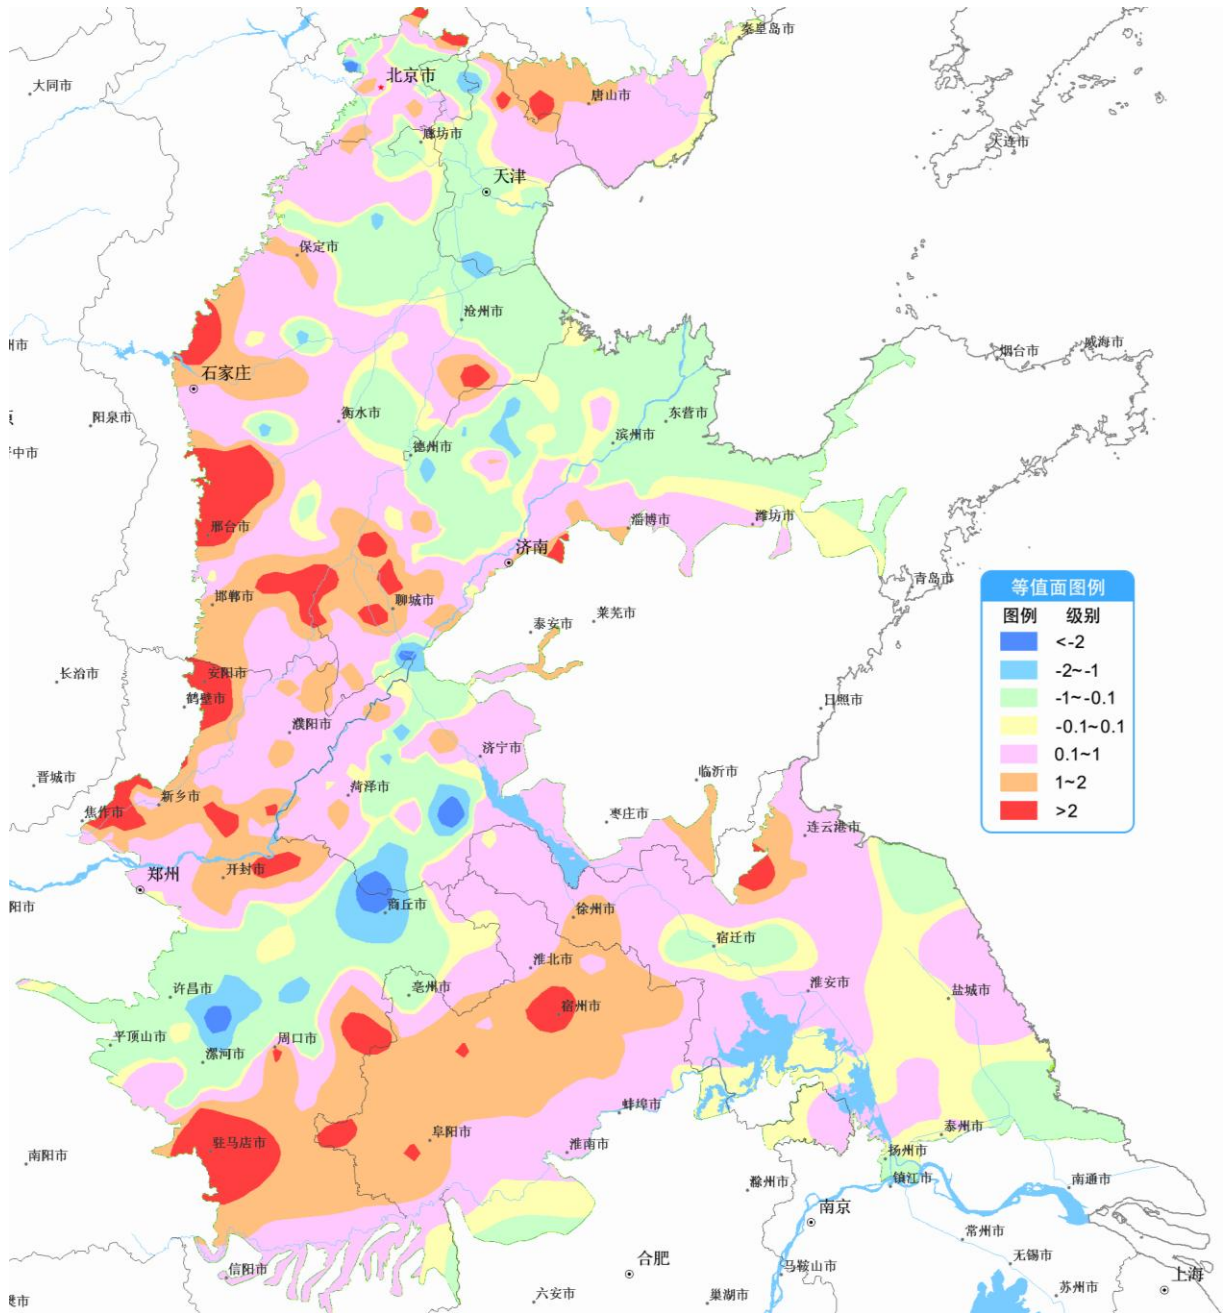 秦皇岛市
大同市
北京市
唐山市
廊坊市
大连市
天津
保定市
沧州市
州市
烟台市
威海市
石家庄
阳泉市
衡水市
东营市
滨州市
德州市
中市
邢台市
淄博市
潍坊市
济南
青岛市
邯郸市
聊城市
莱芜市
泰安市
长治市
安阳市
鹤壁市
日照市
濮阳市
济宁市
晋城市
新乡市
菏泽市
临沂市
焦作市
枣庄市
连云港市
郑州
开封市
阳市
商丘市
徐州市
宿迁市
淮北市
许昌市
亳州市
淮安市
盐城市
宿州市
平顶山市
周口市
漯河市
蚌埠市
驻马店市
阜阳市
泰州市
南阳市
淮南市
扬州市
滁州市
镇江市
南通市
南京
常州市
合肥
信阳市
马鞍山市
无锡市
上海
六安市
巢湖市
苏州市
等值面图例
图例 级别
<-2
-2~-1
-1~-0.1
-0.1~0.1
0.1~1
1~2
>2